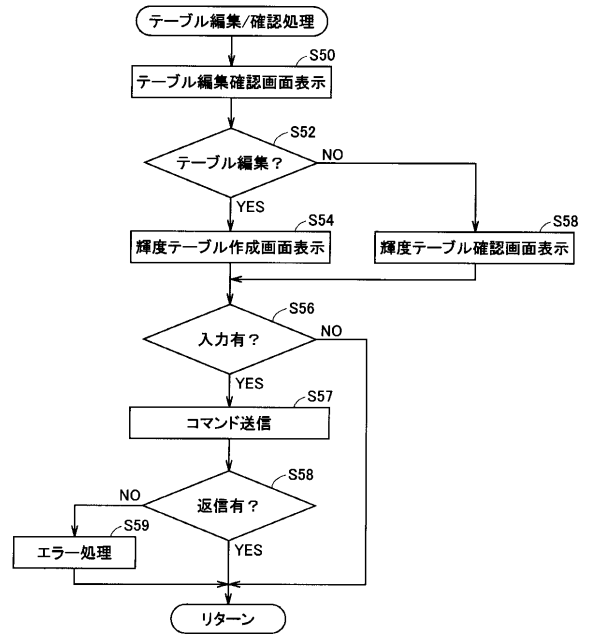 テーブル編集/確認処理
S50
テーブル編集確認画面表示
S52
テーブル編集?
NO
YES
S54
輝度テーブル作成画面表示
S58
輝度テーブル確認画面表示
S56
入力有?
NO
YES
S57
コマンド送信
S58
返信有?
NO
YES
S59
エラー処理
リターン